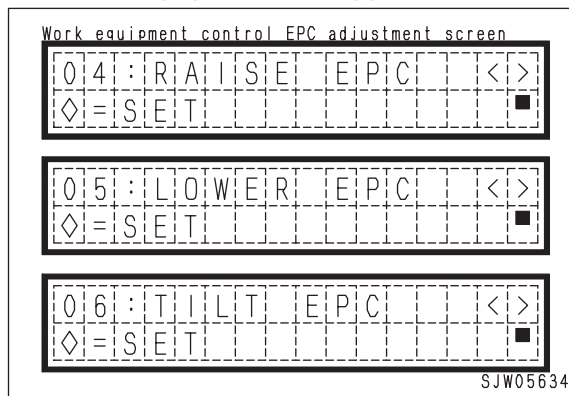 Work equipment control EPC adjustment screen
04:RAISE EPC <>
◇=SET ■
05:LOWER EPC <>
◇=SET ■
06:TILT EPC <>
◇=SET ■
SJW05634